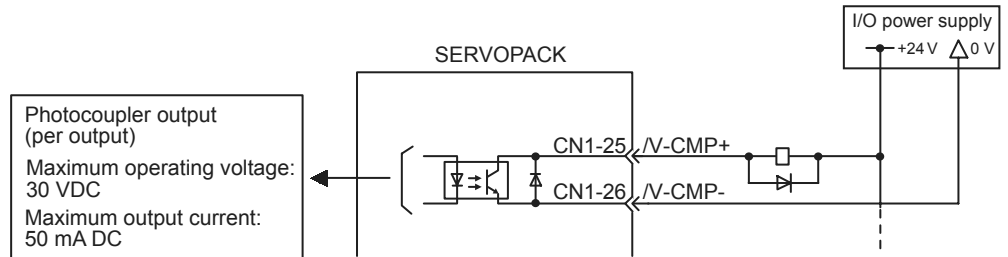 I/O power supply
+24 V 0 V
SERVOPACK
Photocoupler output
(per output)
Maximum operating voltage:
30 VDC
Maximum output current:
50 mA DC
CN1-25 /V-CMP+
CN1-26 /V-CMP-